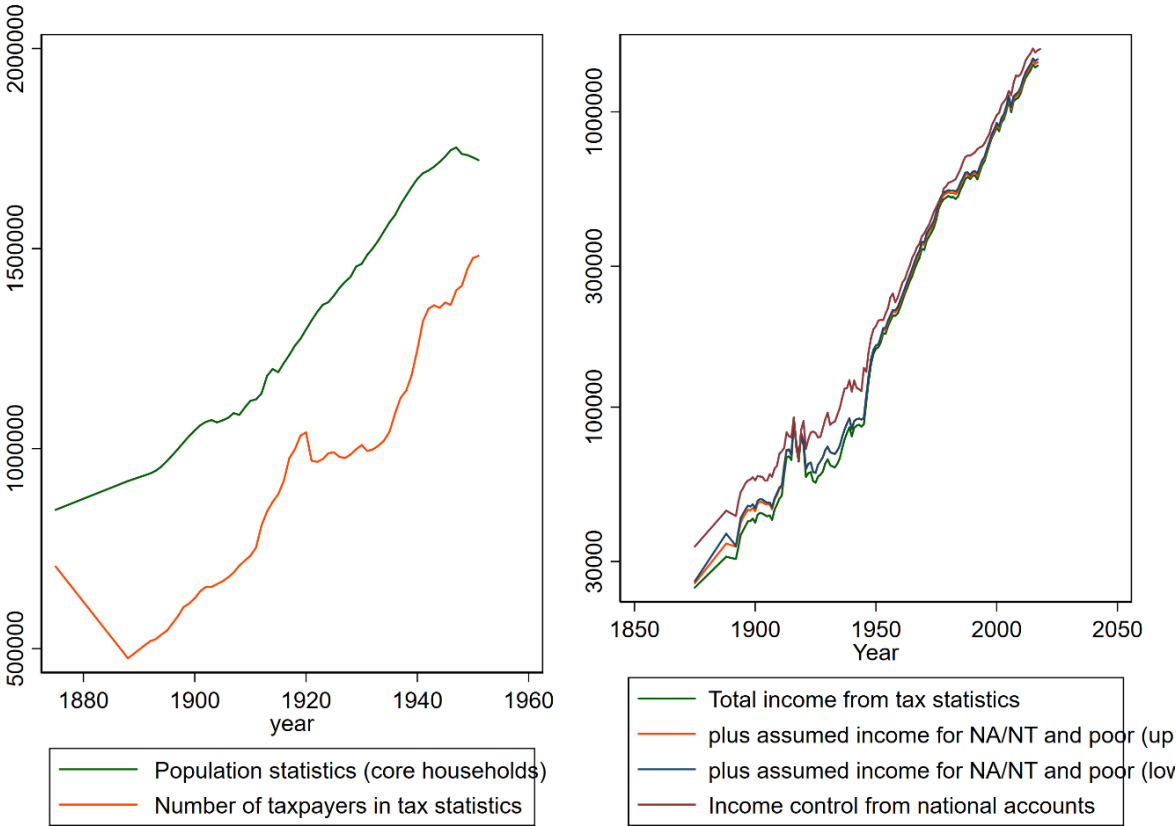 2000000
1500000
1000000
500000
1880
1900
1920
1940
1960
year
Population statistics (core households)
Number of taxpayers in tax statistics
1000000
300000
100000
30000
1850
1900
1950
2000
2050
Year
Total income from tax statistics
plus assumed income for NA/NT and poor (up
plus assumed income for NA/NT and poor (low
Income control from national accounts